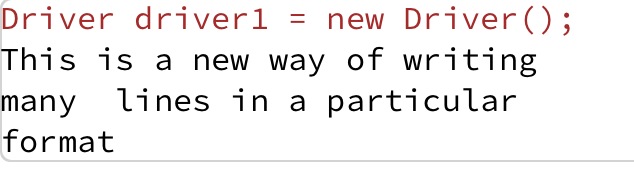 Driver driver1 = new Driver();
This is a new way of writing
many  lines in a particular
format